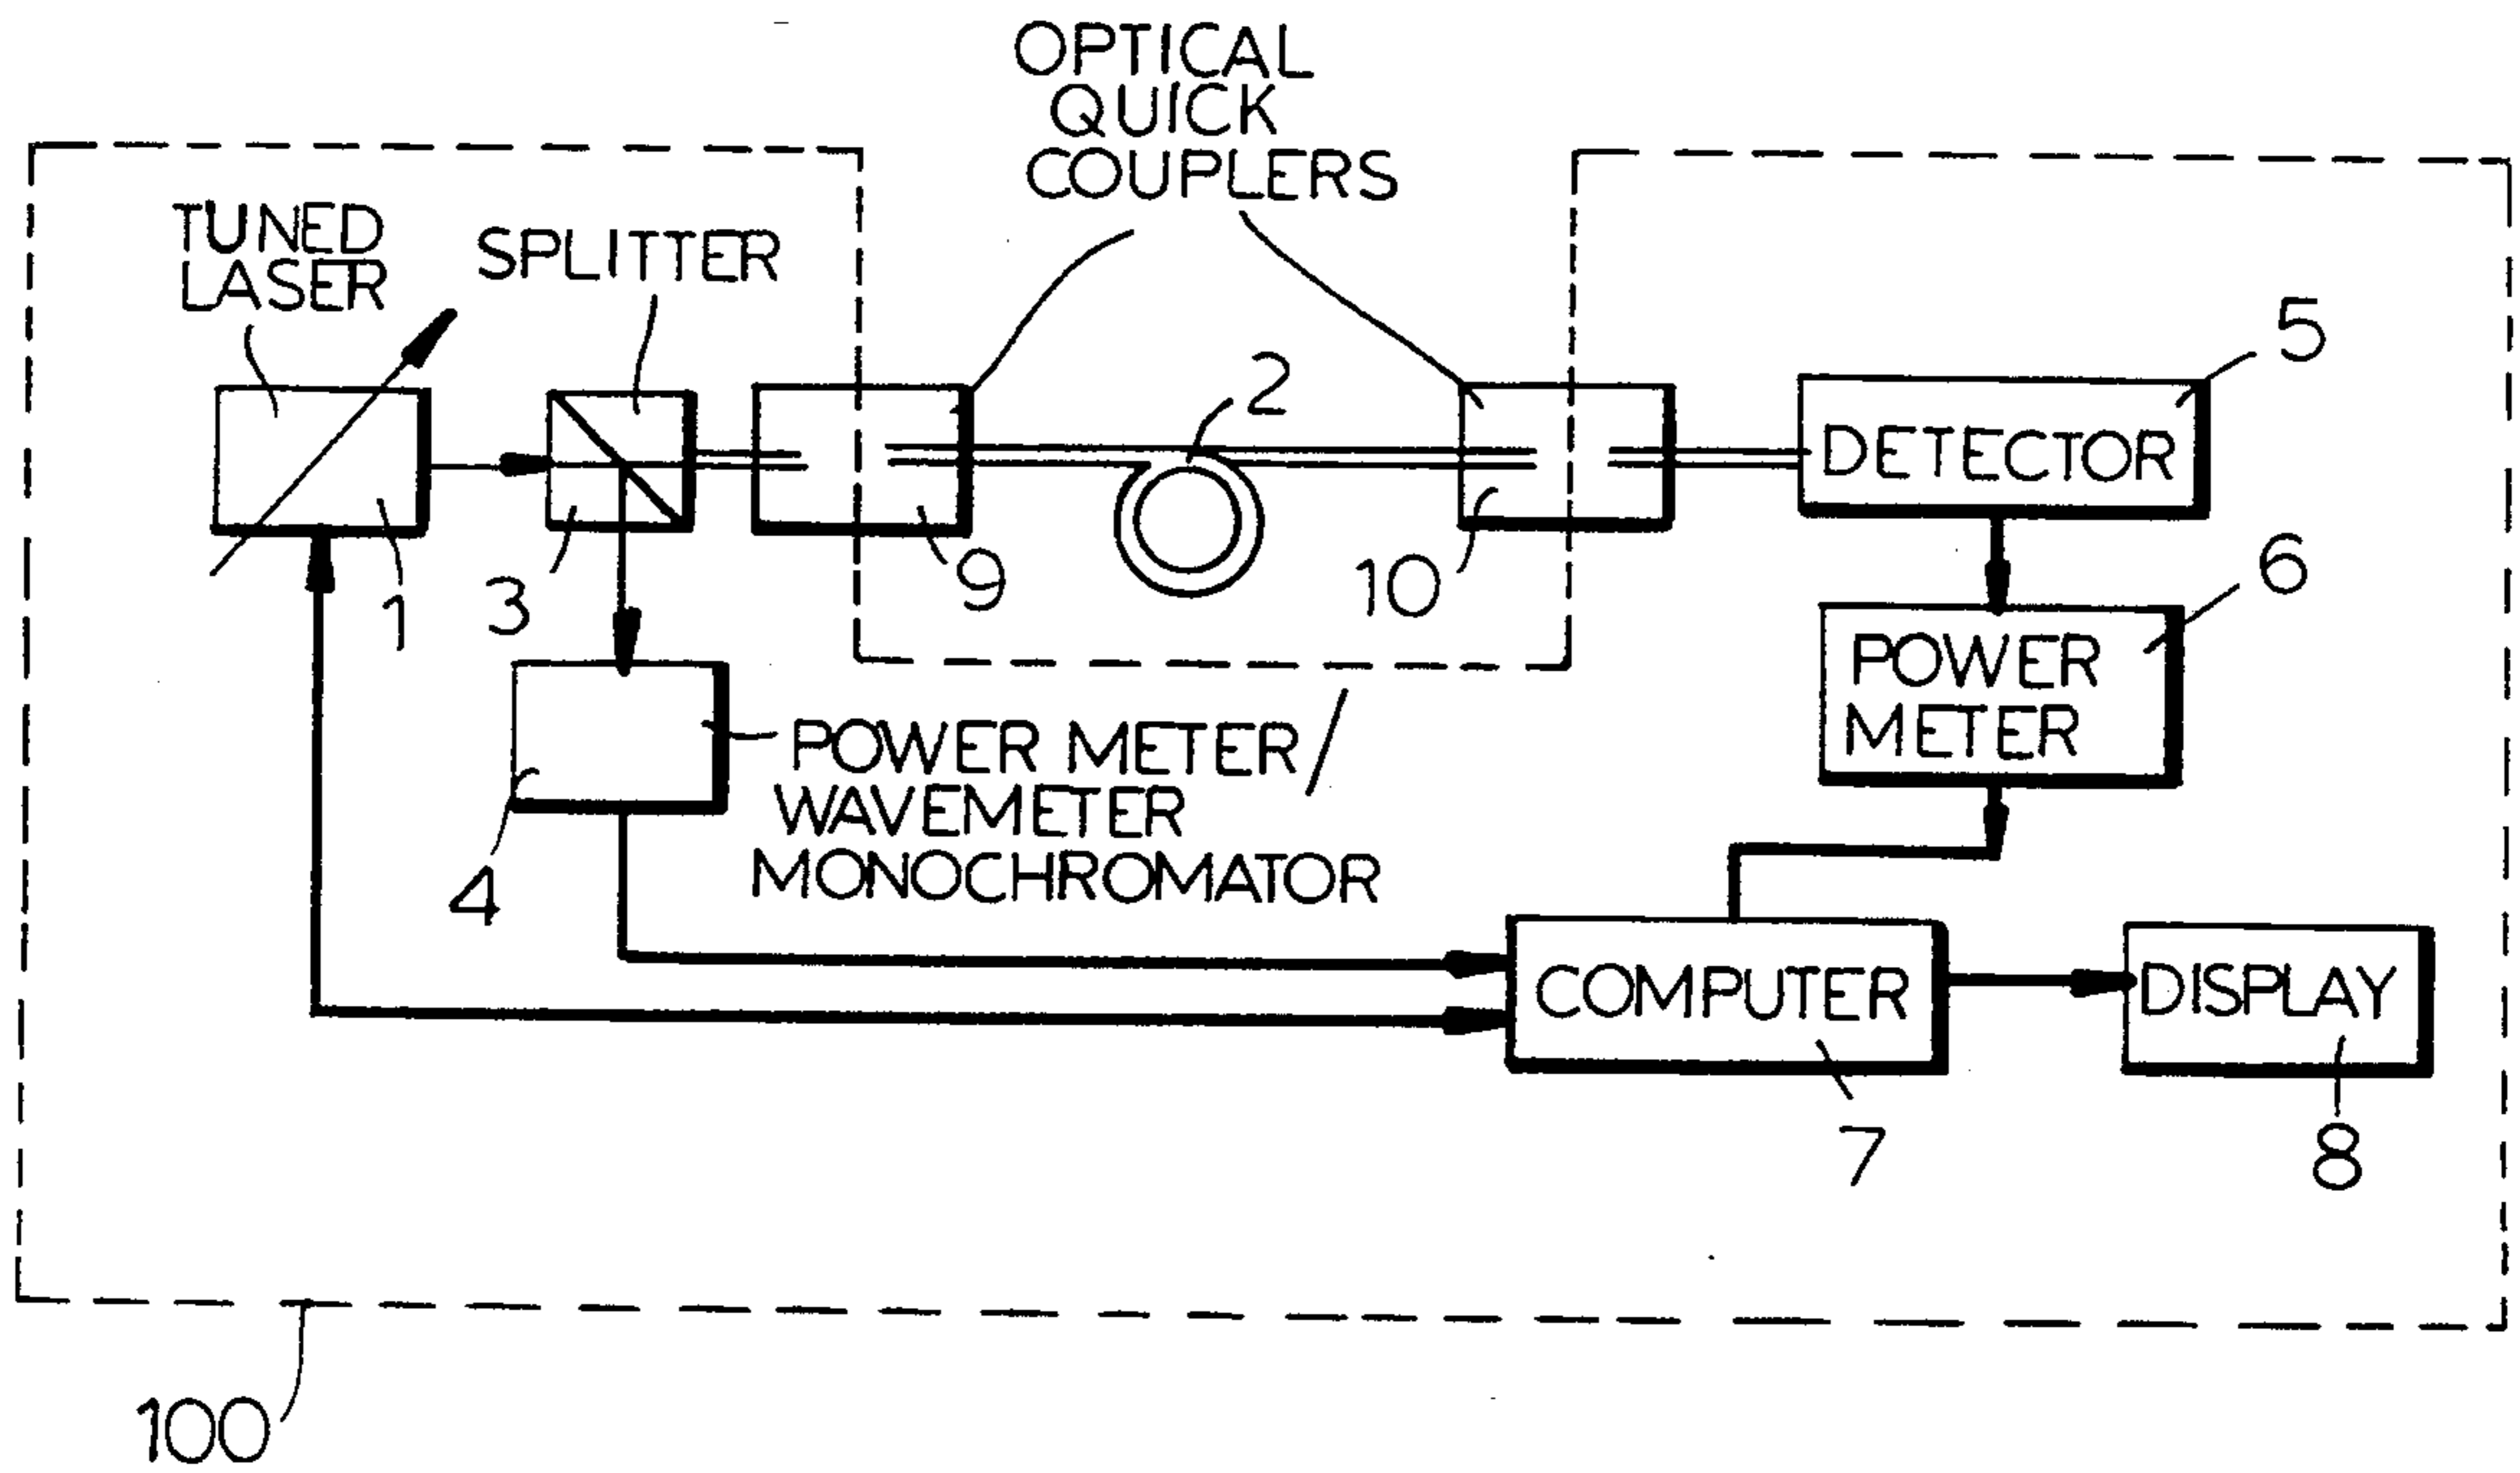 OPTICAL
QUICK
COUPLERS
TUNED
LASER
SPLITTER
2
5
DETECTOR
1
3
9
10
6
POWER
METER
POWER METER/
WAVEMETER
MONOCHROMATOR
4
COMPUTER
DISPLAY
7
8
100